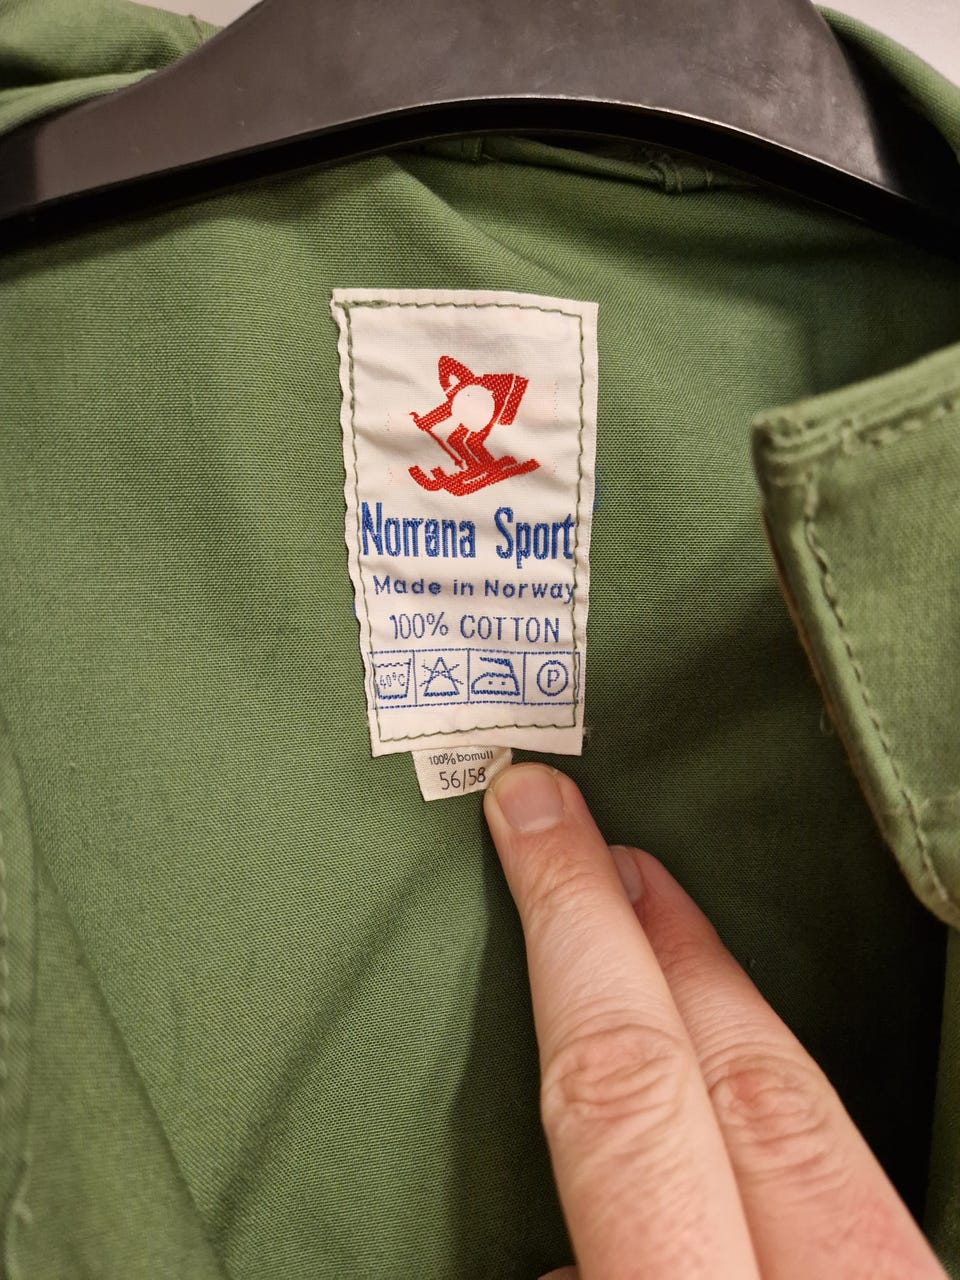 Norrøna Sport
Made in Norway
100% COTTON
40°C P
100% bomull
56/58